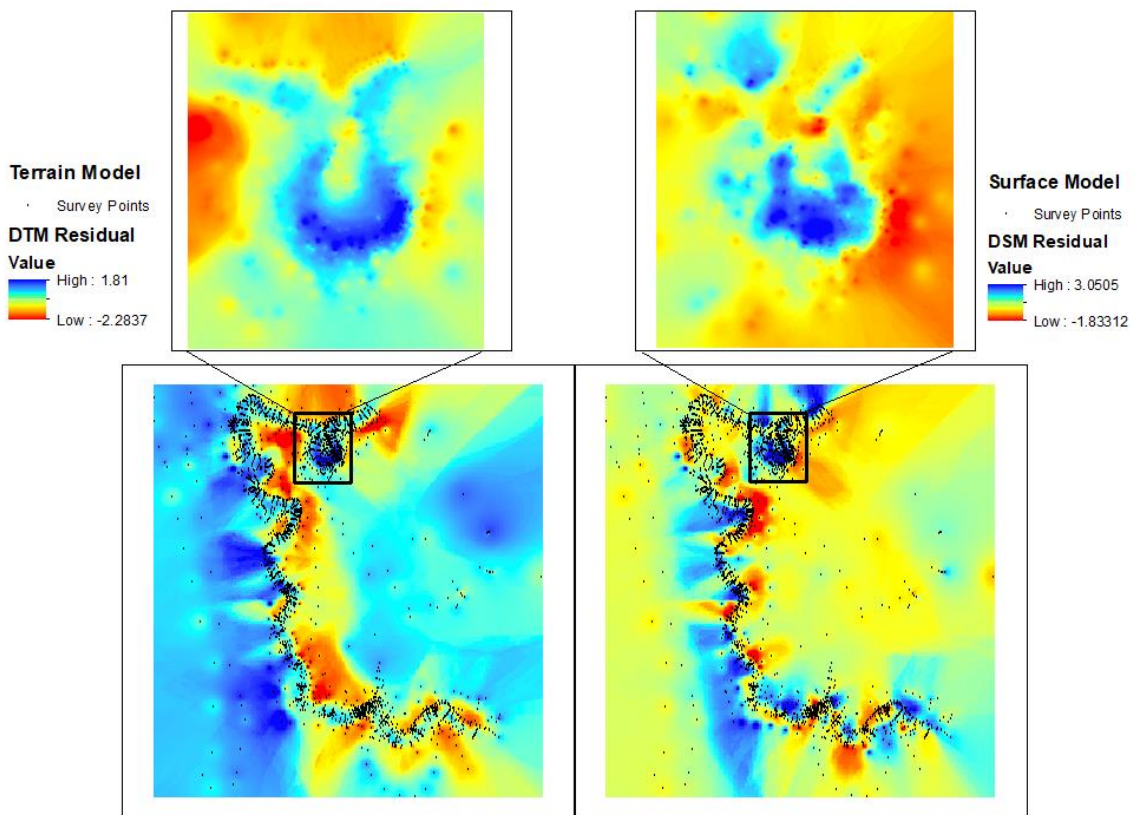 Terrain Model
Survey Points
DTM Residual
Value
High : 1.81
Low : -2.2837
Surface Model
Survey Points
DSM Residual
Value
High : 3.0505
Low : -1.83312